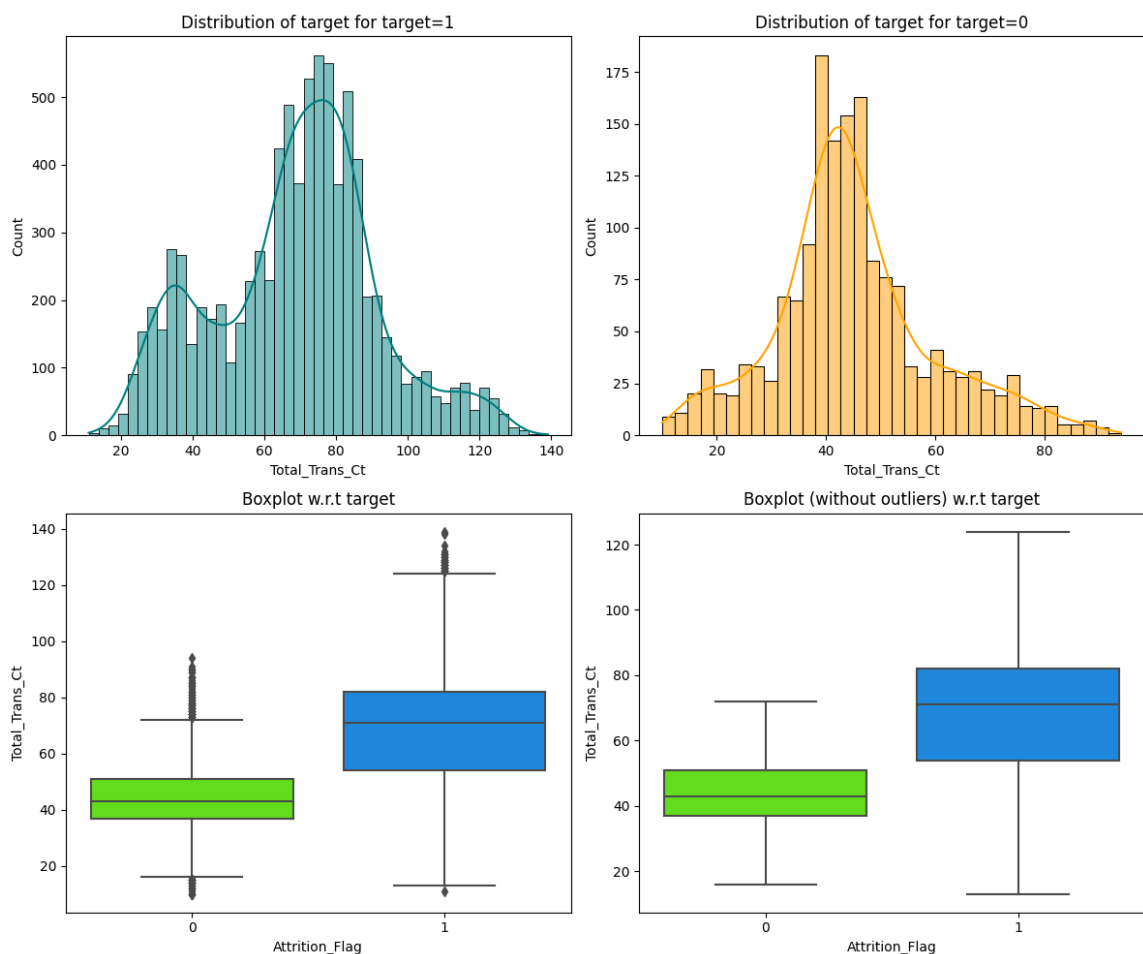 Distribution of target for target=1
500
400
300
200
100
0
Count
20 40 60 80 100 120 140
Total_Trans_Ct
Distribution of target for target=0
175
150
125
100
75
50
25
0
Count
20 40 60 80
Total_Trans_Ct
Boxplot w.r.t target
140
120
100
80
60
40
20
Total_Trans_Ct
0 1
Attrition_Flag
Boxplot (without outliers) w.r.t target
120
100
80
60
40
20
Total_Trans_Ct
0 1
Attrition_Flag